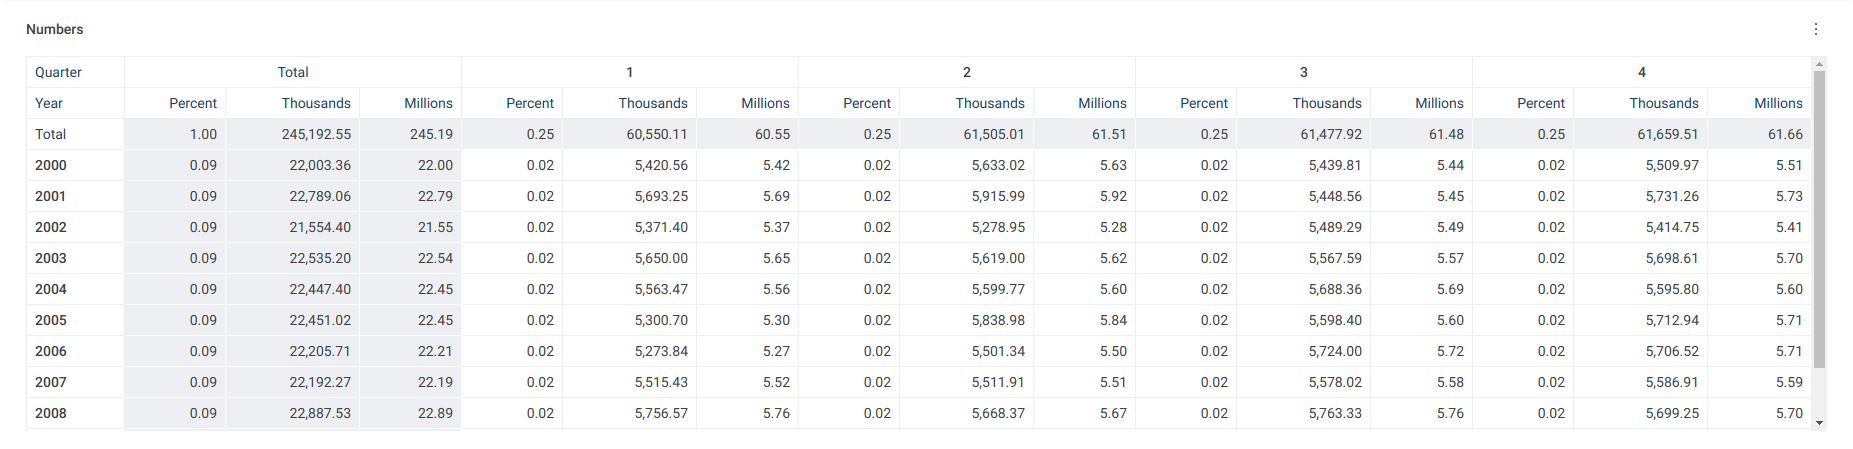 Numbers
Quarter Total 1 2 3 4
Year Percent Thousands Millions Percent Thousands Millions Percent Thousands Millions Percent Thousands Millions Percent Thousands Millions
Total 1.00 245,192.55 245.19 0.25 60,550.11 60.55 0.25 61,505.01 61.51 0.25 61,477.92 61.48 0.25 61,659.51 61.66
2000 0.09 22,003.36 22.00 0.02 5,420.56 5.42 0.02 5,633.02 5.63 0.02 5,439.81 5.44 0.02 5,509.97 5.51
2001 0.09 22,789.06 22.79 0.02 5,693.25 5.69 0.02 5,915.99 5.92 0.02 5,448.56 5.45 0.02 5,731.26 5.73
2002 0.09 21,554.40 21.55 0.02 5,371.40 5.37 0.02 5,278.95 5.28 0.02 5,489.29 5.49 0.02 5,414.75 5.41
2003 0.09 22,535.20 22.54 0.02 5,650.00 5.65 0.02 5,619.00 5.62 0.02 5,567.59 5.57 0.02 5,698.61 5.70
2004 0.09 22,447.40 22.45 0.02 5,563.47 5.56 0.02 5,599.77 5.60 0.02 5,688.36 5.69 0.02 5,595.80 5.60
2005 0.09 22,451.02 22.45 0.02 5,300.70 5.30 0.02 5,838.98 5.84 0.02 5,598.40 5.60 0.02 5,712.94 5.71
2006 0.09 22,205.71 22.21 0.02 5,273.84 5.27 0.02 5,501.34 5.50 0.02 5,724.00 5.72 0.02 5,706.52 5.71
2007 0.09 22,192.27 22.19 0.02 5,515.43 5.52 0.02 5,511.91 5.51 0.02 5,578.02 5.58 0.02 5,586.91 5.59
2008 0.09 22,887.53 22.89 0.02 5,756.57 5.76 0.02 5,668.37 5.67 0.02 5,763.33 5.76 0.02 5,699.25 5.70